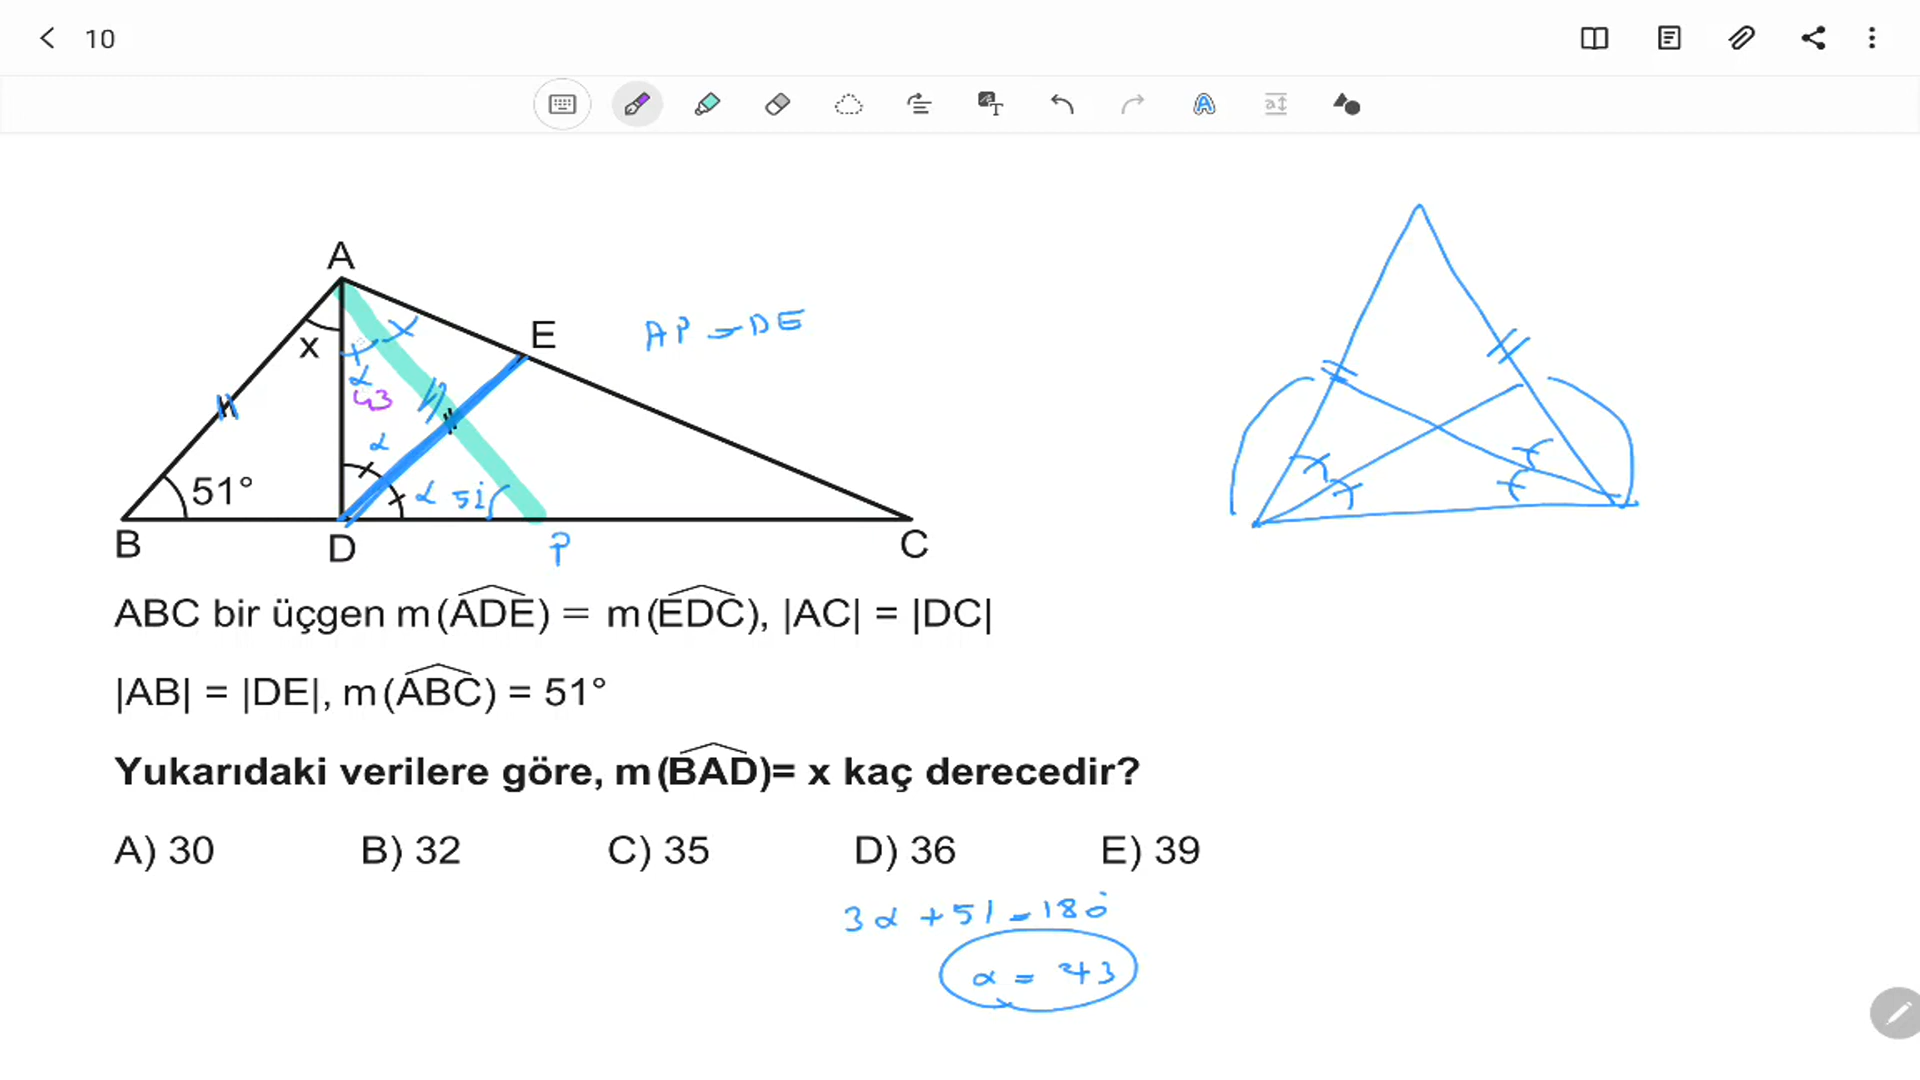 10
A
E
x
x
α
43
AP = DE
α
51°
α 51
B
D
P
C
ABC bir üçgen m(ADE) = m(EDC), |AC| = |DC|
|AB| = |DE|, m(ABC) = 51°
Yukarıdaki verilere göre, m(BAD)= x kaç derecedir?
A) 30 B) 32 C) 35 D) 36 E) 39
3α + 51 = 180
α = 43